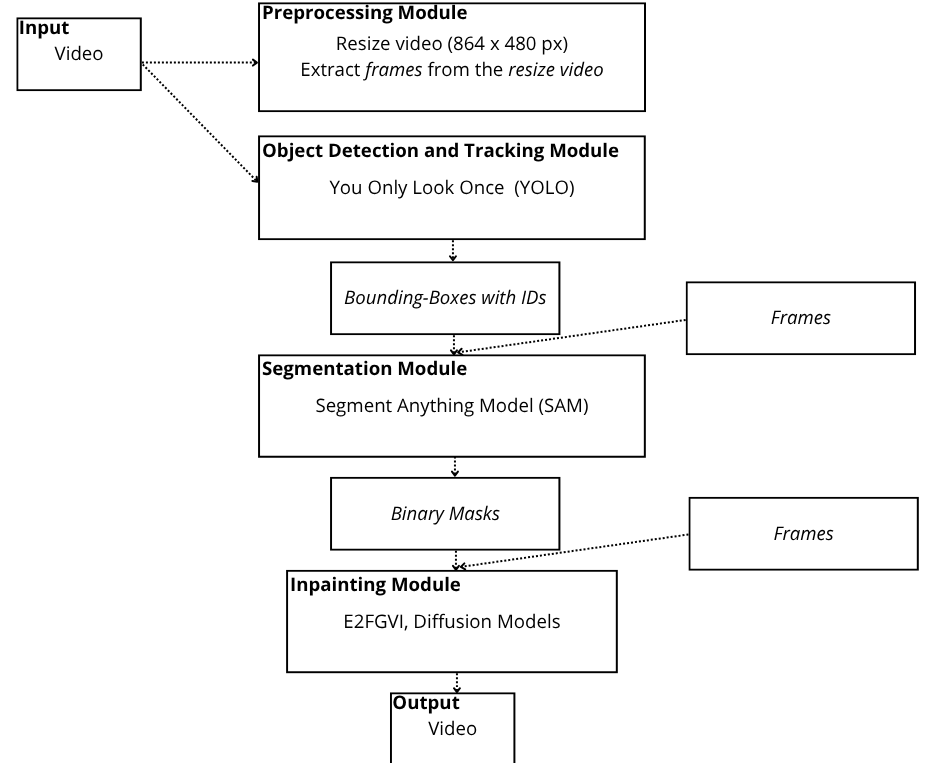 Input
Video
Preprocessing Module
Resize video (864 x 480 px)
Extract frames from the resize video
Object Detection and Tracking Module
You Only Look Once (YOLO)
Bounding-Boxes with IDs
Frames
Segmentation Module
Segment Anything Model (SAM)
Binary Masks
Frames
Inpainting Module
E2FGVI, Diffusion Models
Output
Video